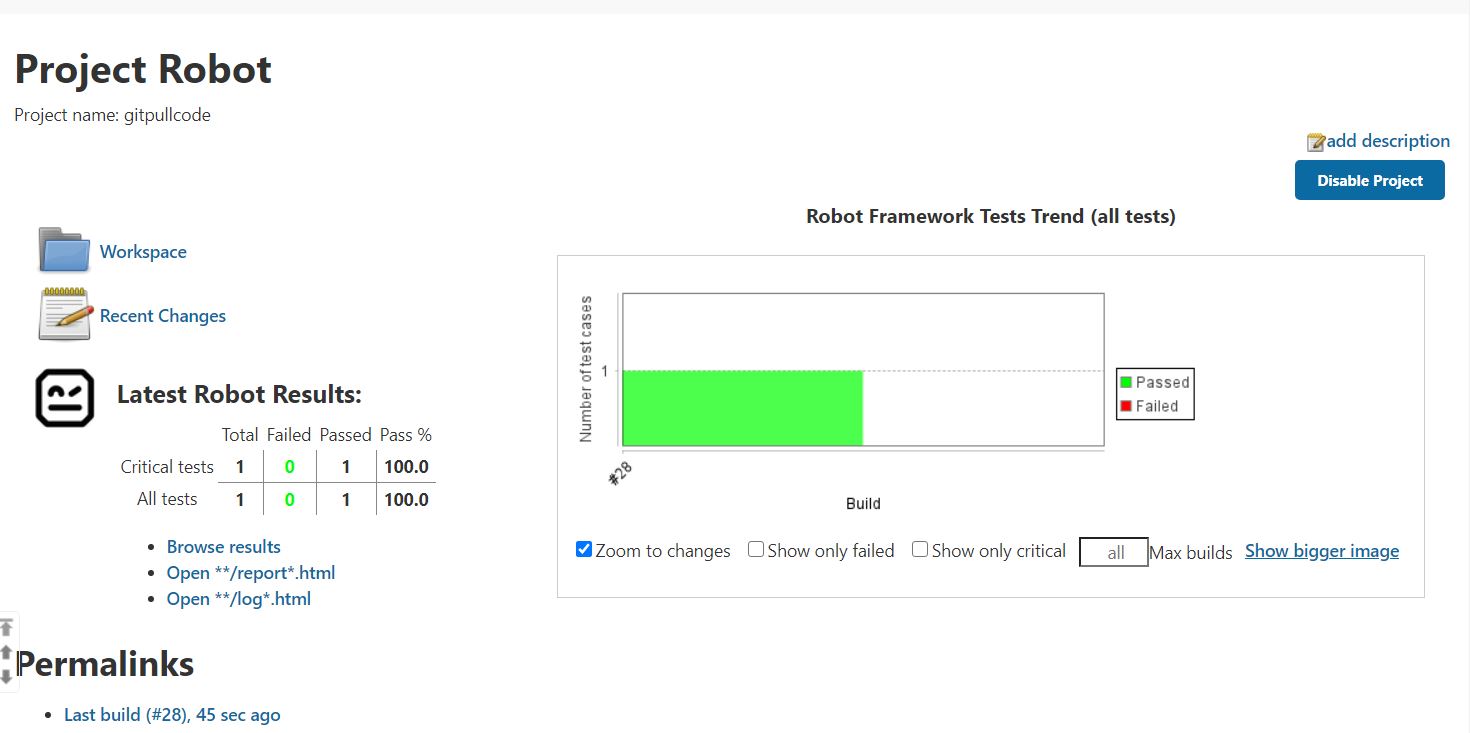 Project Robot
Project name: gitpullcode
add description
Disable Project
Workspace
Recent Changes
Latest Robot Results:
Total Failed Passed Pass %
Critical tests 1 0 1 100.0
All tests 1 0 1 100.0
Browse results
Open **/report*.html
Open **/log*.html
Robot Framework Tests Trend (all tests)
Number of test cases
1
#28
Build
Passed
Failed
Zoom to changes Show only failed Show only critical all Max builds Show bigger image
Permalinks
Last build (#28), 45 sec ago